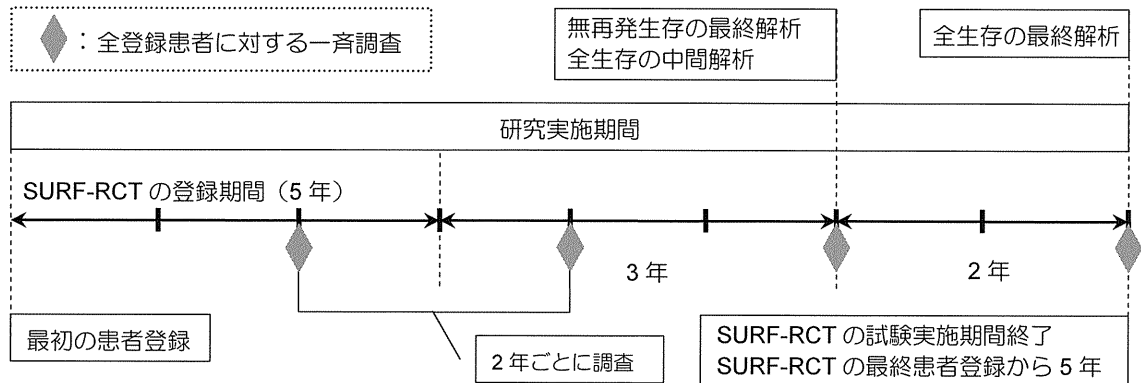 ：全登録患者に対する一斉調査
無再発生存の最終解析
全生存の中間解析
全生存の最終解析
研究実施期間
SURF-RCT の登録期間（5 年）
3 年
2 年
最初の患者登録
2 年ごとに調査
SURF-RCT の試験実施期間終了
SURF-RCT の最終患者登録から 5 年